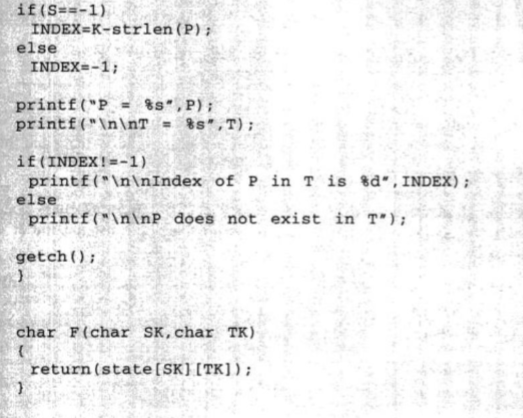 if(S==-1)
INDEX=K-strlen(P);
else
INDEX=-1;
printf("P = %s",P);
printf("\n\nT = %s",T);
if(INDEX!=-1)
printf("\n\nIndex of P in T is %d",INDEX);
else
printf("\n\nP does not exist in T");
getch();
}
char F(char SK,char TK)
{
return(state[SK][TK]);
}